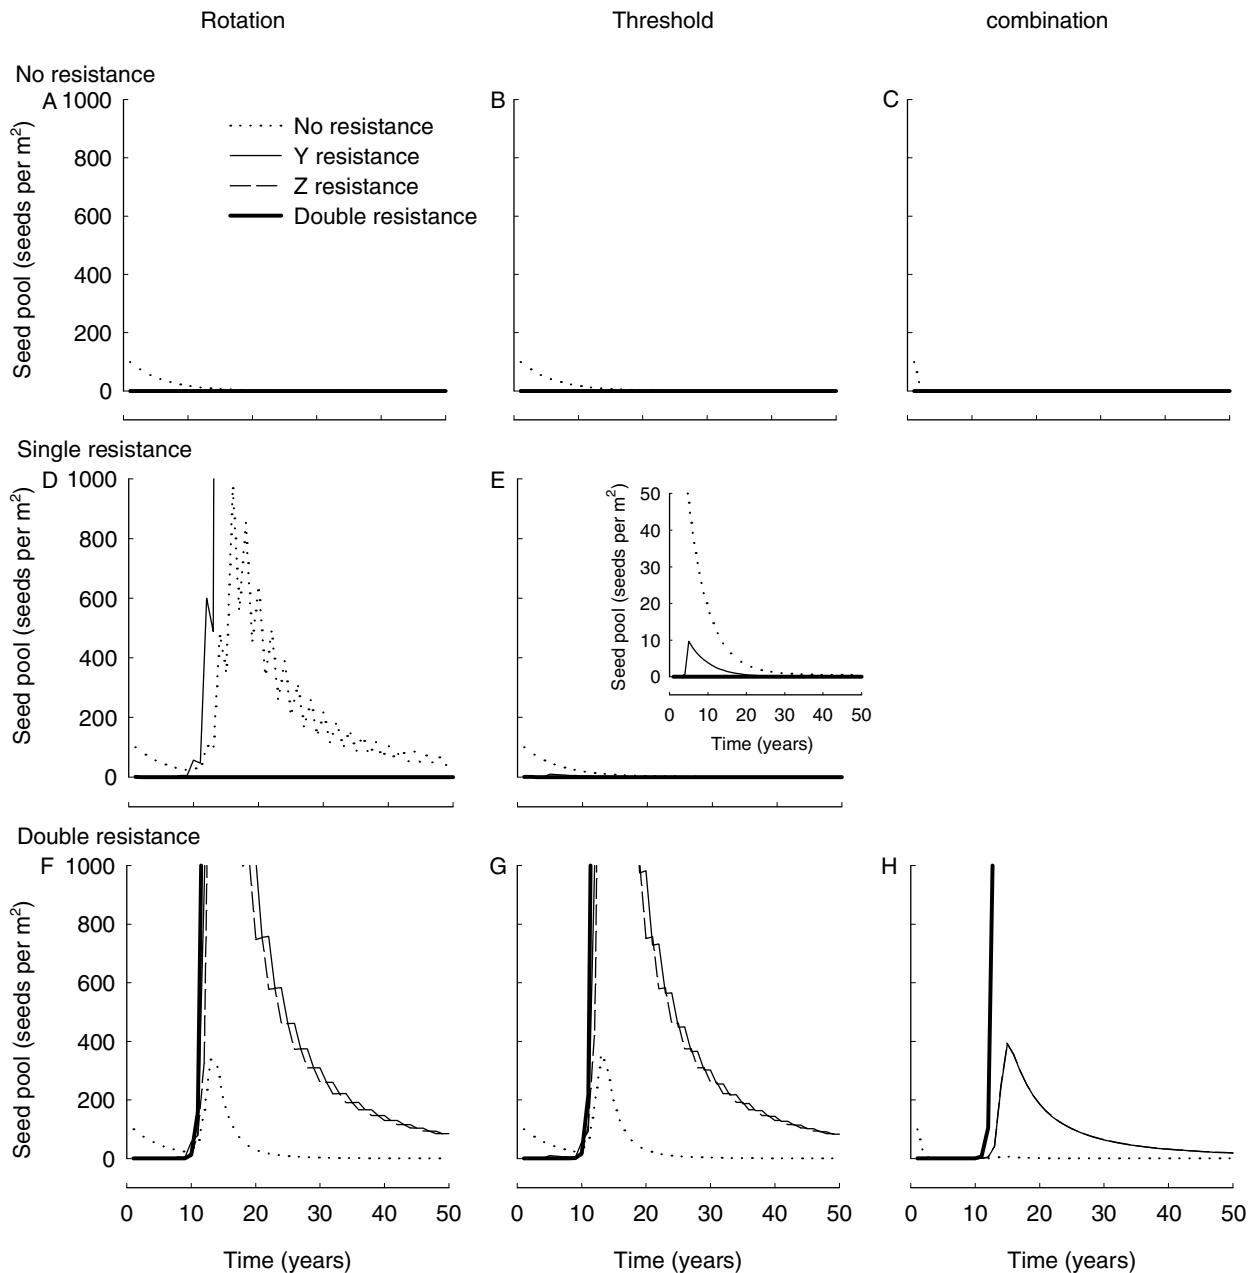 Rotation
Threshold
combination
No resistance
A
1000
800
600
400
200
0
Seed pool (seeds per m²)
No resistance
Y resistance
Z resistance
Double resistance
B
C
Single resistance
D
1000
800
600
400
200
0
Seed pool (seeds per m²)
E
50
40
30
20
10
0
Seed pool (seeds per m²)
0 10 20 30 40 50
Time (years)
Double resistance
F
1000
800
600
400
200
0
Seed pool (seeds per m²)
0 10 20 30 40 50
Time (years)
G
0 10 20 30 40 50
Time (years)
H
0 10 20 30 40 50
Time (years)